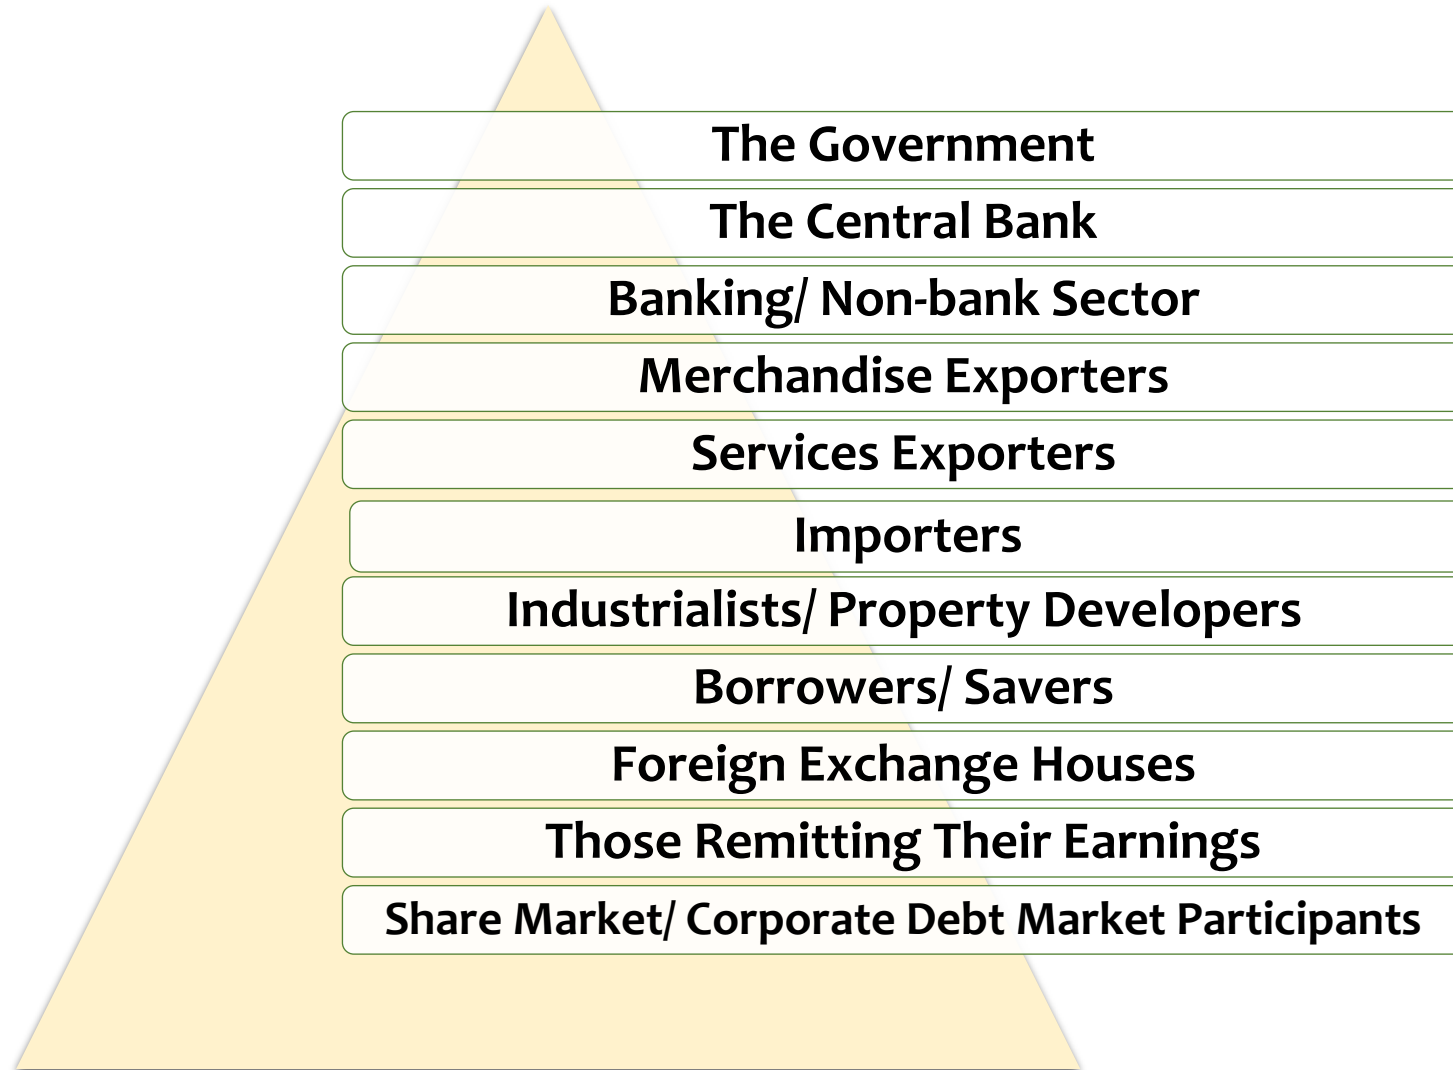 The Government
The Central Bank
Banking/ Non-bank Sector
Merchandise Exporters
Services Exporters
Importers
Industrialists/ Property Developers
Borrowers/ Savers
Foreign Exchange Houses
Those Remitting Their Earnings
Share Market/ Corporate Debt Market Participants